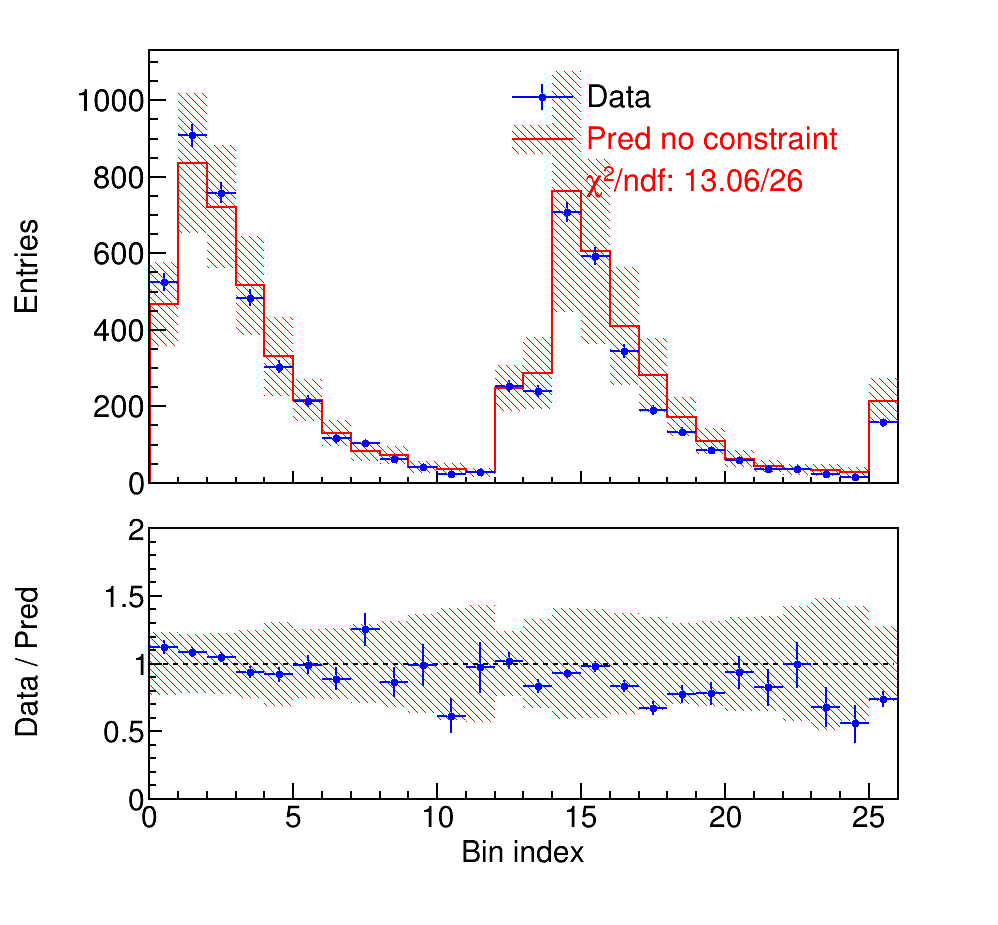 1000
800
600
400
200
0
Entries
Data
Pred no constraint
χ²/ndf: 13.06/26
2
1.5
1
0.5
0
Data / Pred
0 5 10 15 20 25
Bin index